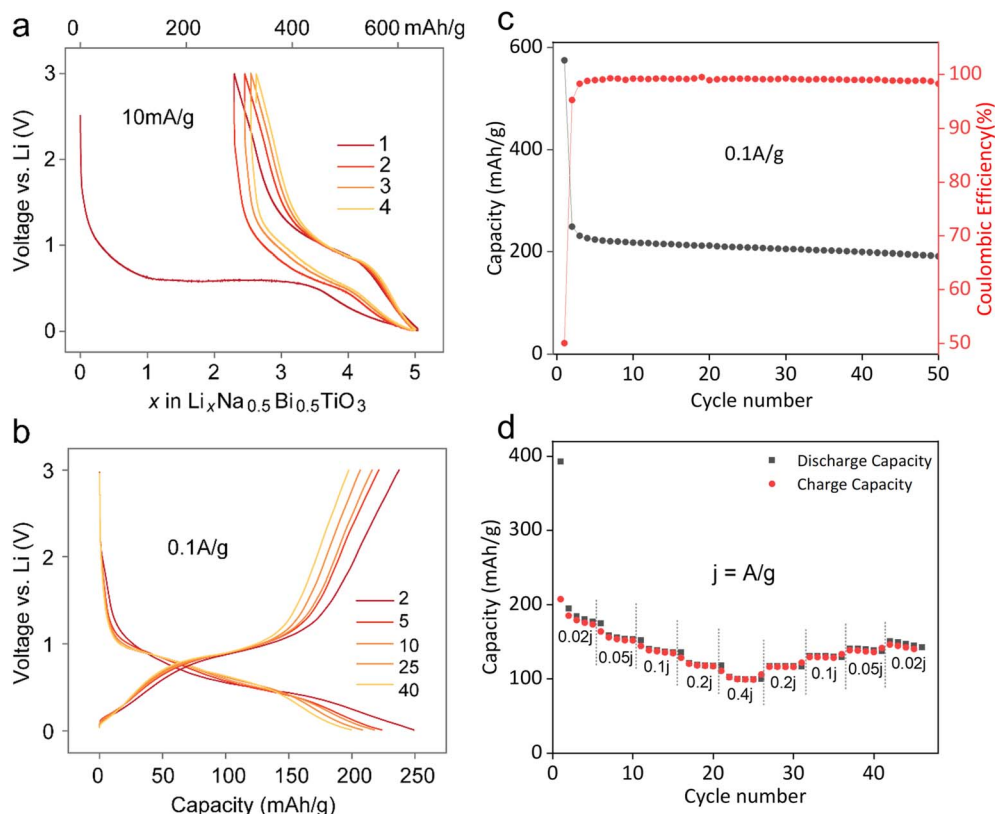 a
0 200 400 600 mAh/g
3
2
1
0
Voltage vs. Li (V)
10mA/g
1
2
3
4
0 1 2 3 4 5
x in LixNa0.5Bi0.5TiO3
b
3
2
1
0
Voltage vs. Li (V)
0.1A/g
2
5
10
25
40
0 50 100 150 200 250
Capacity (mAh/g)
c
600
400
200
0
Capacity (mAh/g)
0.1A/g
100
90
80
70
60
50
Coulombic Efficiency(%)
0 10 20 30 40 50
Cycle number
d
400
300
200
100
0
Capacity (mAh/g)
Discharge Capacity
Charge Capacity
j = A/g
0.02j 0.05j 0.1j 0.2j 0.4j 0.2j 0.1j 0.05j 0.02j
0 10 20 30 40
Cycle number